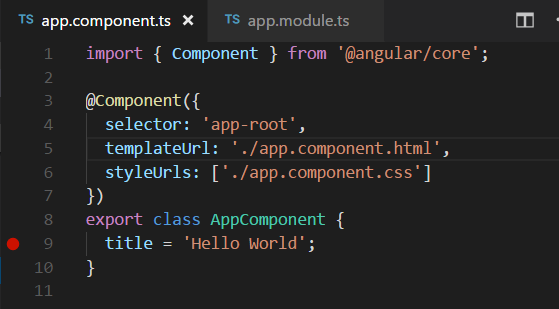 TS app.component.ts × TS app.module.ts
1 import { Component } from '@angular/core';
2
3 @Component({
4   selector: 'app-root',
5   templateUrl: './app.component.html',
6   styleUrls: ['./app.component.css']
7 })
8 export class AppComponent {
9   title = 'Hello World';
10 }
11